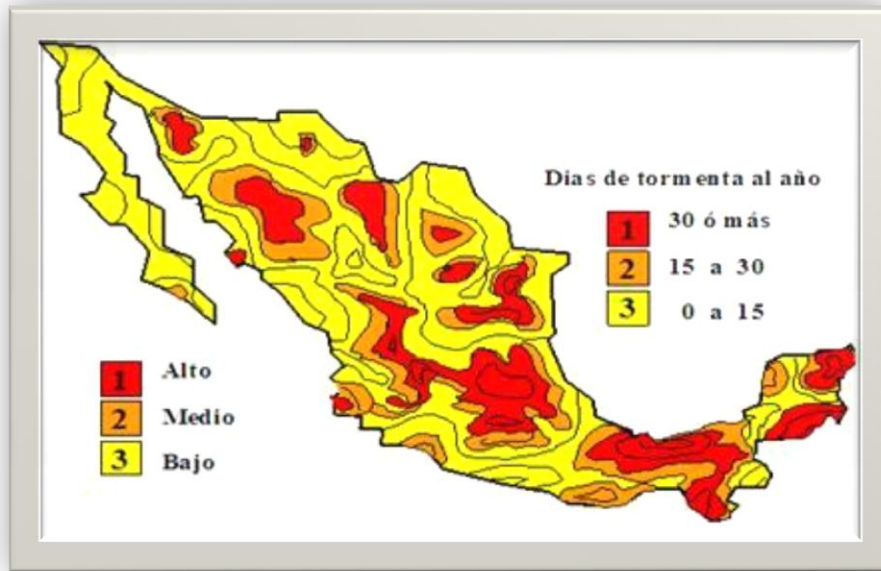 Dias de tormenta al año
1 30 ó más
2 15 a 30
3 0 a 15
1 Alto
2 Medio
3 Bajo